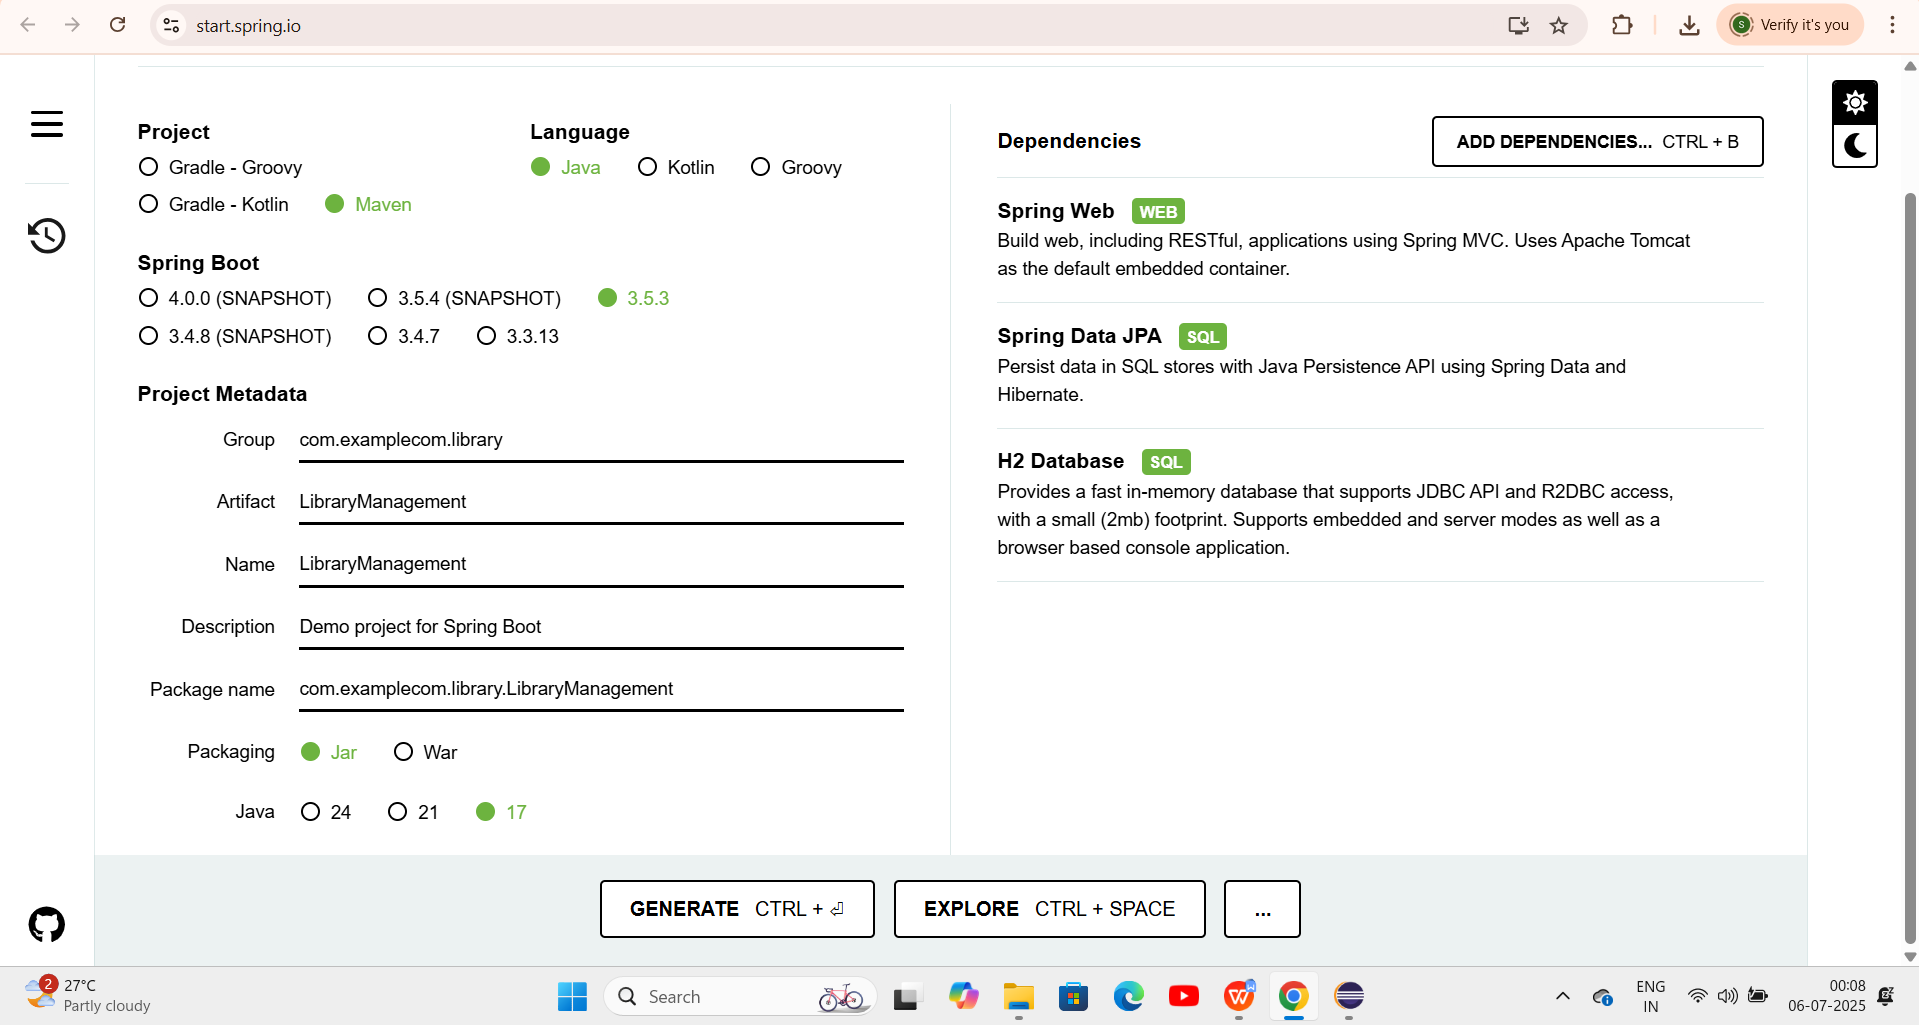 start.spring.io
Verify it's you
S
Project
Gradle - Groovy
Gradle - Kotlin
Maven
Language
Java
Kotlin
Groovy
Spring Boot
4.0.0 (SNAPSHOT)
3.5.4 (SNAPSHOT)
3.5.3
3.4.8 (SNAPSHOT)
3.4.7
3.3.13
Project Metadata
Group
com.examplecom.library
Artifact
LibraryManagement
Name
LibraryManagement
Description
Demo project for Spring Boot
Package name
com.examplecom.library.LibraryManagement
Packaging
Jar
War
Java
24
21
17
Dependencies
ADD DEPENDENCIES... CTRL + B
Spring Web WEB
Build web, including RESTful, applications using Spring MVC. Uses Apache Tomcat
as the default embedded container.
Spring Data JPA SQL
Persist data in SQL stores with Java Persistence API using Spring Data and
Hibernate.
H2 Database SQL
Provides a fast in-memory database that supports JDBC API and R2DBC access,
with a small (2mb) footprint. Supports embedded and server modes as well as a
browser based console application.
GENERATE CTRL + ⏎
EXPLORE CTRL + SPACE
...
2
27°C
Partly cloudy
Search
W
ENG
IN
00:08
06-07-2025